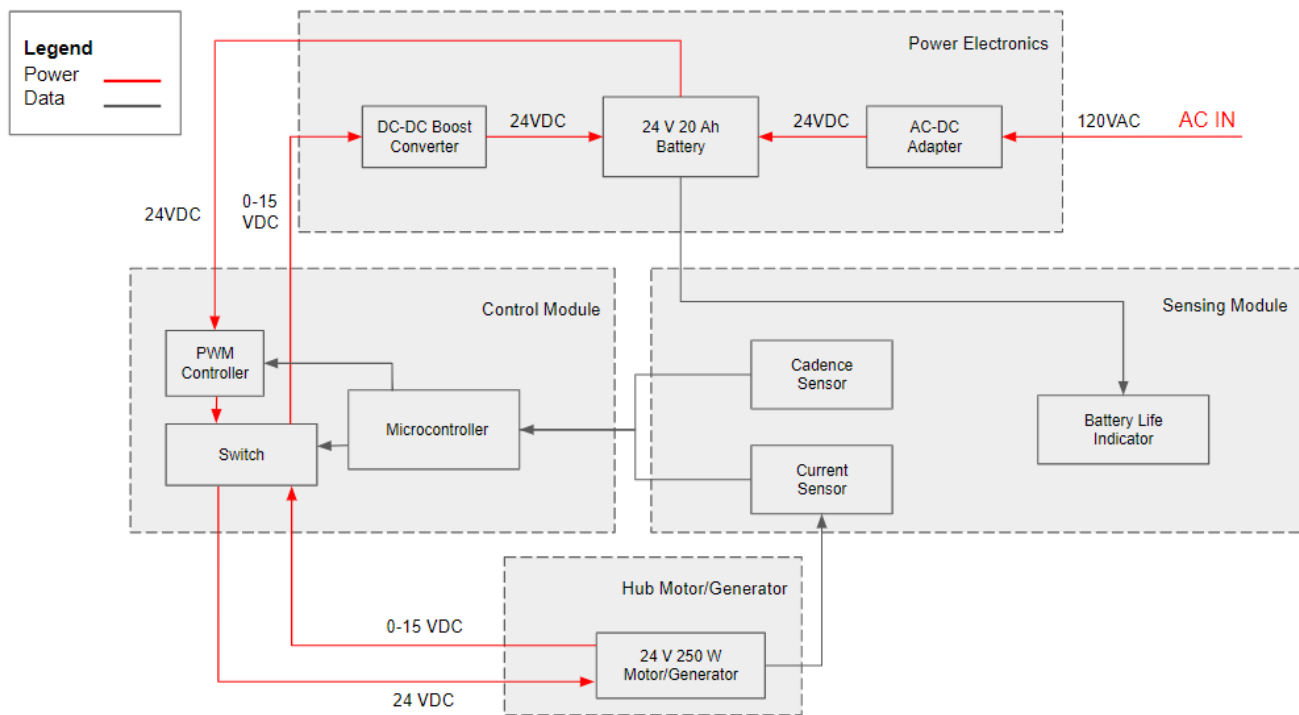 Legend
Power
Data
Power Electronics
DC-DC Boost
Converter
24VDC
24 V 20 Ah
Battery
24VDC
AC-DC
Adapter
120VAC
AC IN
24VDC
0-15
VDC
Control Module
PWM
Controller
Microcontroller
Switch
Sensing Module
Cadence
Sensor
Current
Sensor
Battery Life
Indicator
Hub Motor/Generator
0-15 VDC
24 V 250 W
Motor/Generator
24 VDC